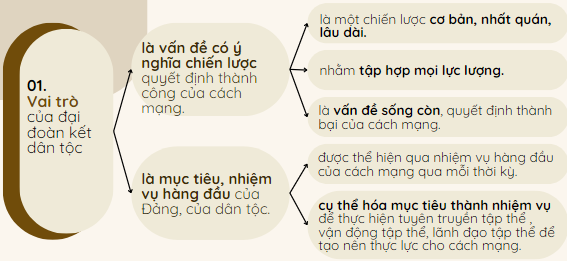 01.
Vai trò
của đại
đoàn kết
dân tộc
là vấn đề có ý
nghĩa chiến lược
quyết định thành
công của cách
mạng.
là một chiến lược cơ bản, nhất quán,
lâu dài.
nhằm tập hợp mọi lực lượng.
là vấn đề sống còn, quyết định thành
bại của cách mạng.
là mục tiêu, nhiệm
vụ hàng đầu của
Đảng, của dân tộc.
được thể hiện qua nhiệm vụ hàng đầu
của cách mạng qua mỗi thời kỳ.
cụ thể hóa mục tiêu thành nhiệm vụ
để thực hiện tuyên truyền tập thể ,
vận động tập thể, lãnh đạo tập thể để
tạo nên thực lực cho cách mạng.